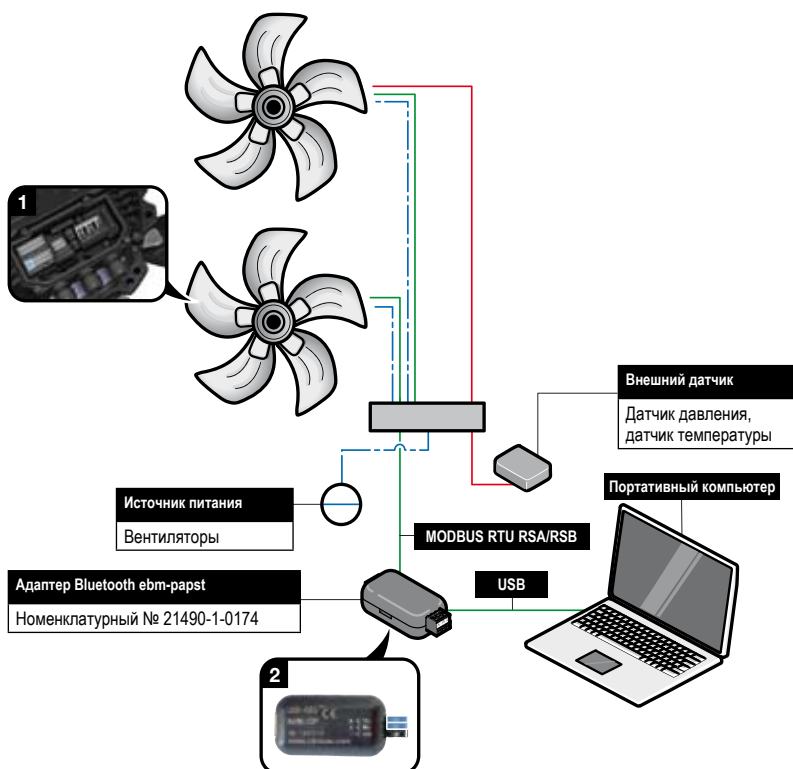 1
Внешний датчик
Датчик давления,
датчик температуры
Источник питания
Вентиляторы
Портативный компьютер
MODBUS RTU RSA/RSB
Адаптер Bluetooth ebm-papst
Номенклатурный № 21490-1-0174
USB
2
CE